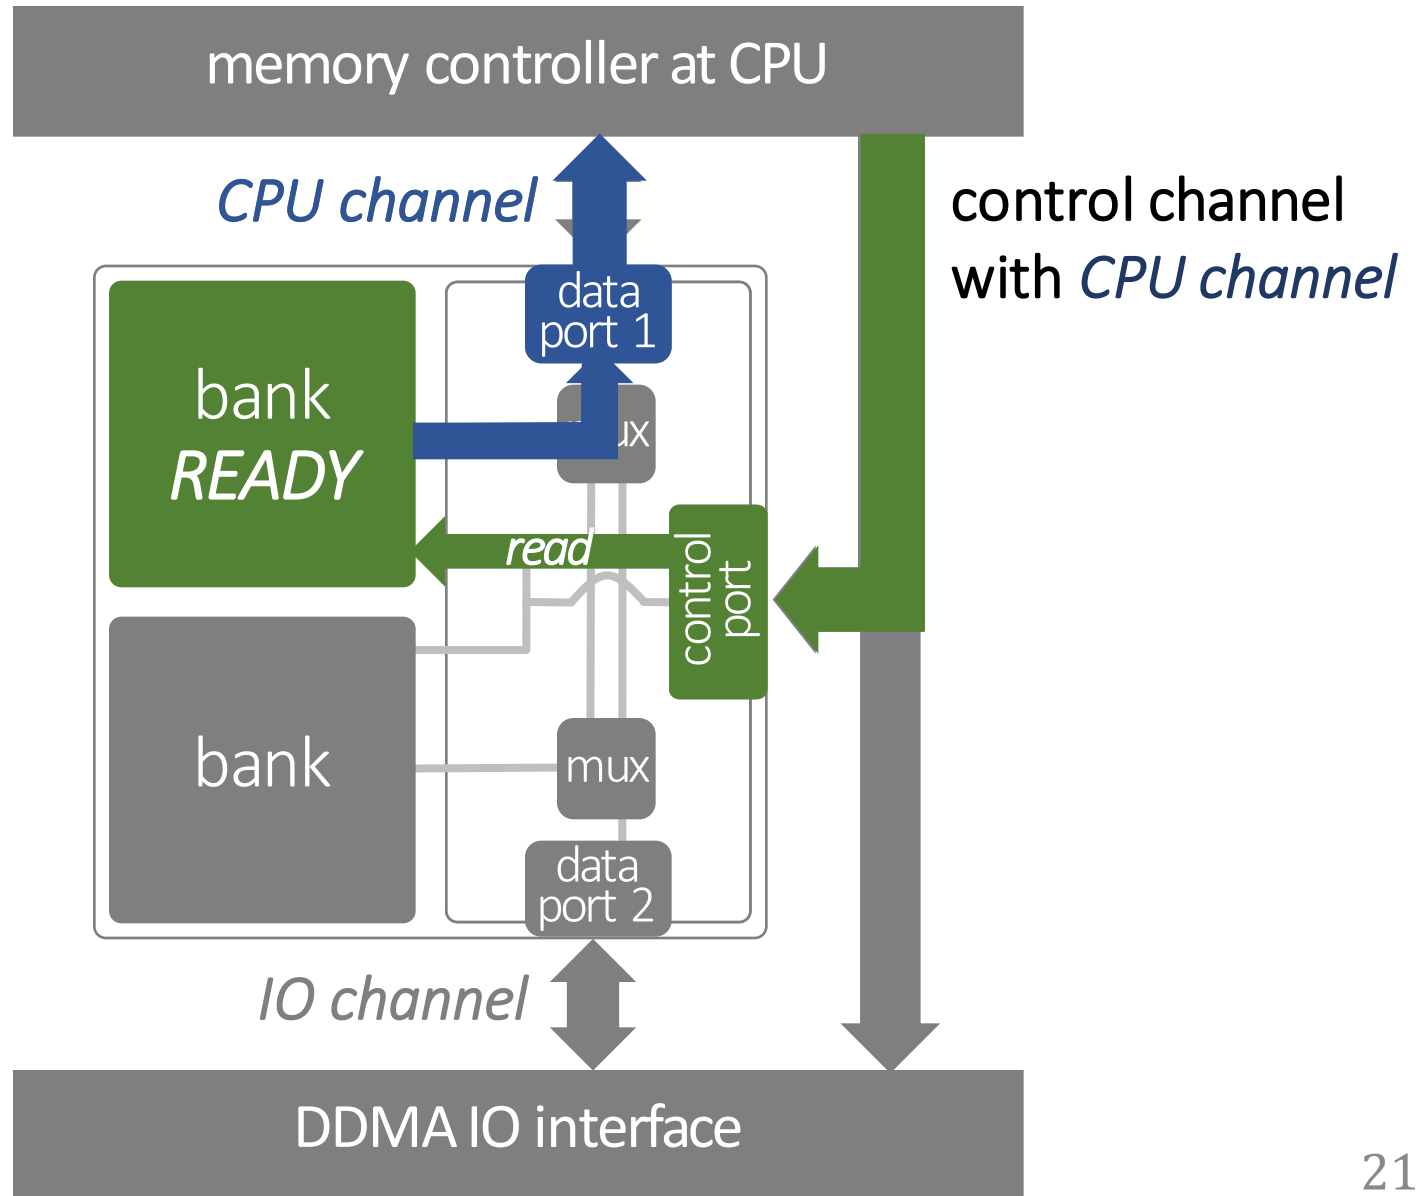 memory controller at CPU
CPU channel
control channel
with CPU channel
data
port 1
bank
READY
read
control
port
bank
mux
data
port 2
IO channel
DDMA IO interface
21